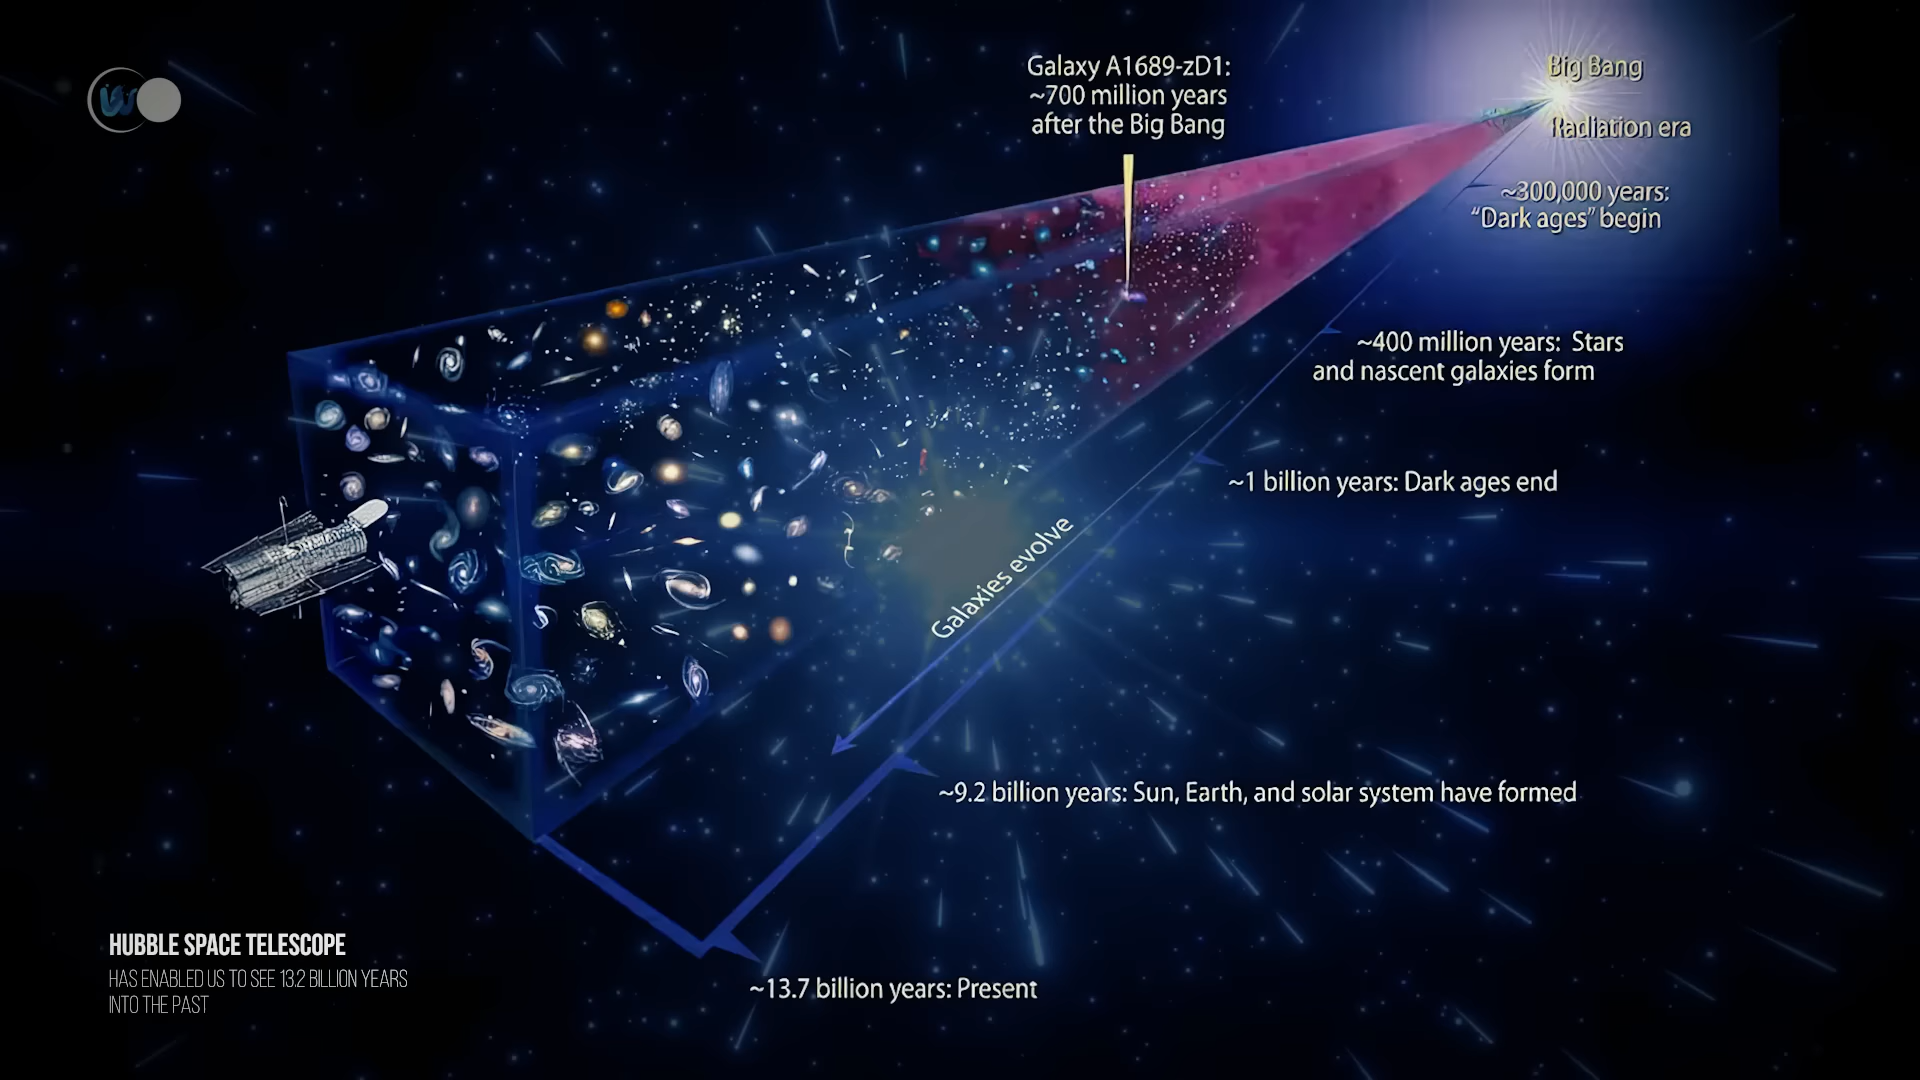 Galaxy A1689-zD1:
~700 million years
after the Big Bang
Big Bang
Radiation era
~300,000 years:
“Dark ages” begin
~400 million years: Stars
and nascent galaxies form
~1 billion years: Dark ages end
Galaxies evolve
~9.2 billion years: Sun, Earth, and solar system have formed
~13.7 billion years: Present
HUBBLE SPACE TELESCOPE
HAS ENABLED US TO SEE 13.2 BILLION YEARS
INTO THE PAST